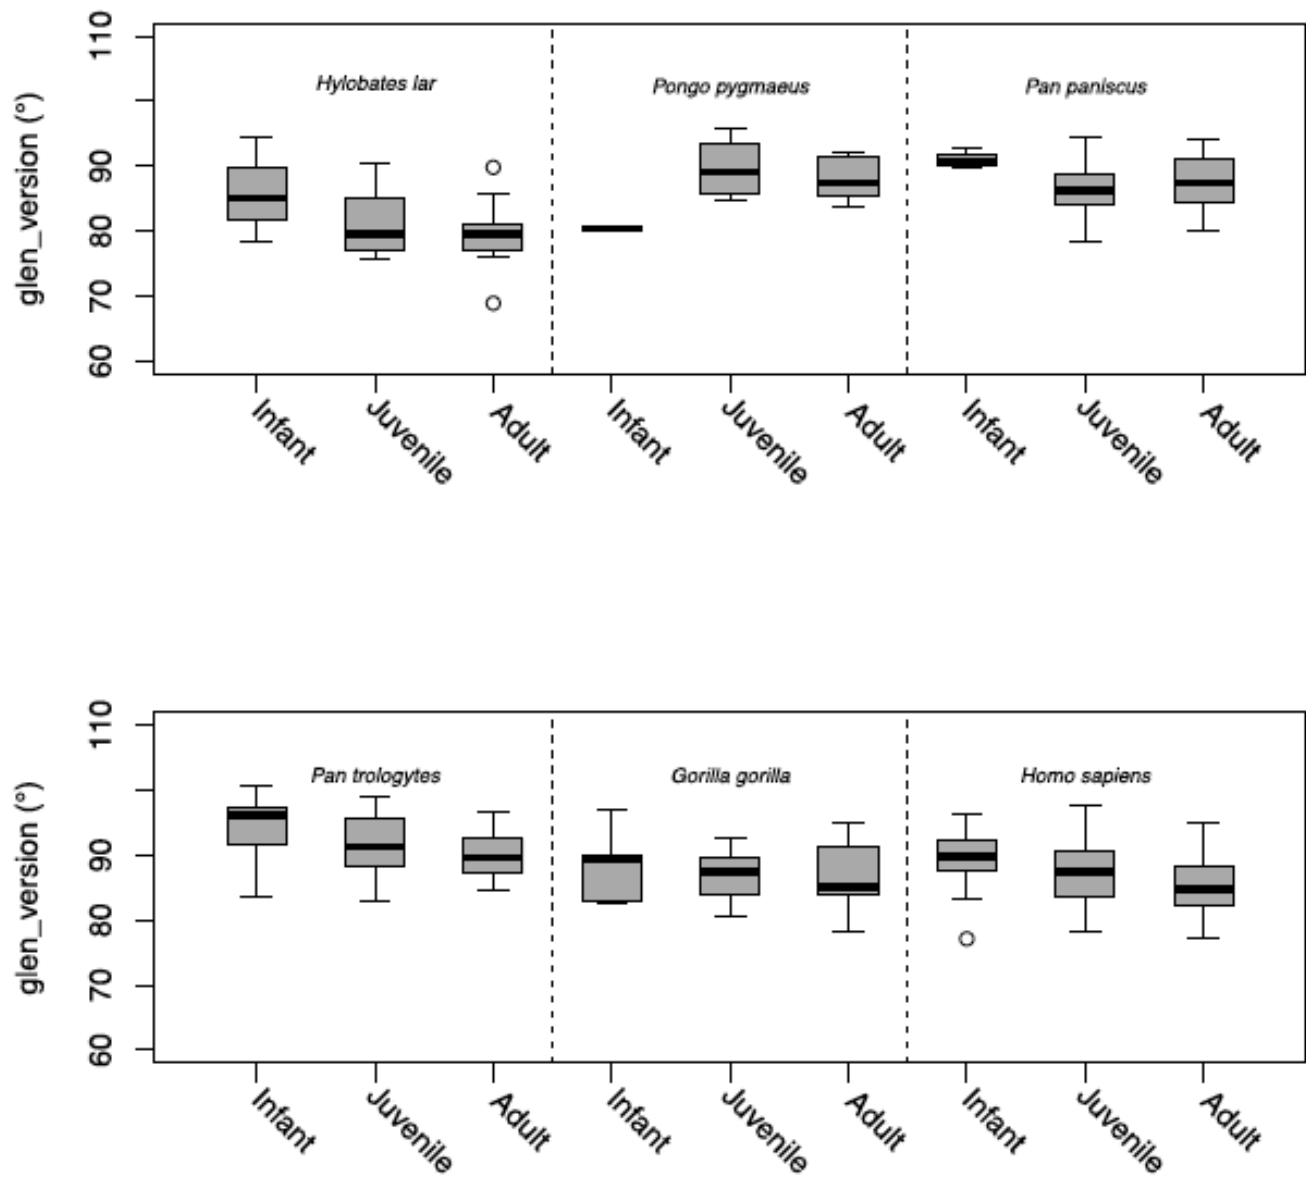 glen_version (°)
110
90
80
70
60
Hylobates lar
Pongo pygmaeus
Pan paniscus
Infant
Juvenile
Adult
Infant
Juvenile
Adult
Infant
Juvenile
Adult
glen_version (°)
110
90
80
70
60
Pan trologytes
Gorilla gorilla
Homo sapiens
Infant
Juvenile
Adult
Infant
Juvenile
Adult
Infant
Juvenile
Adult